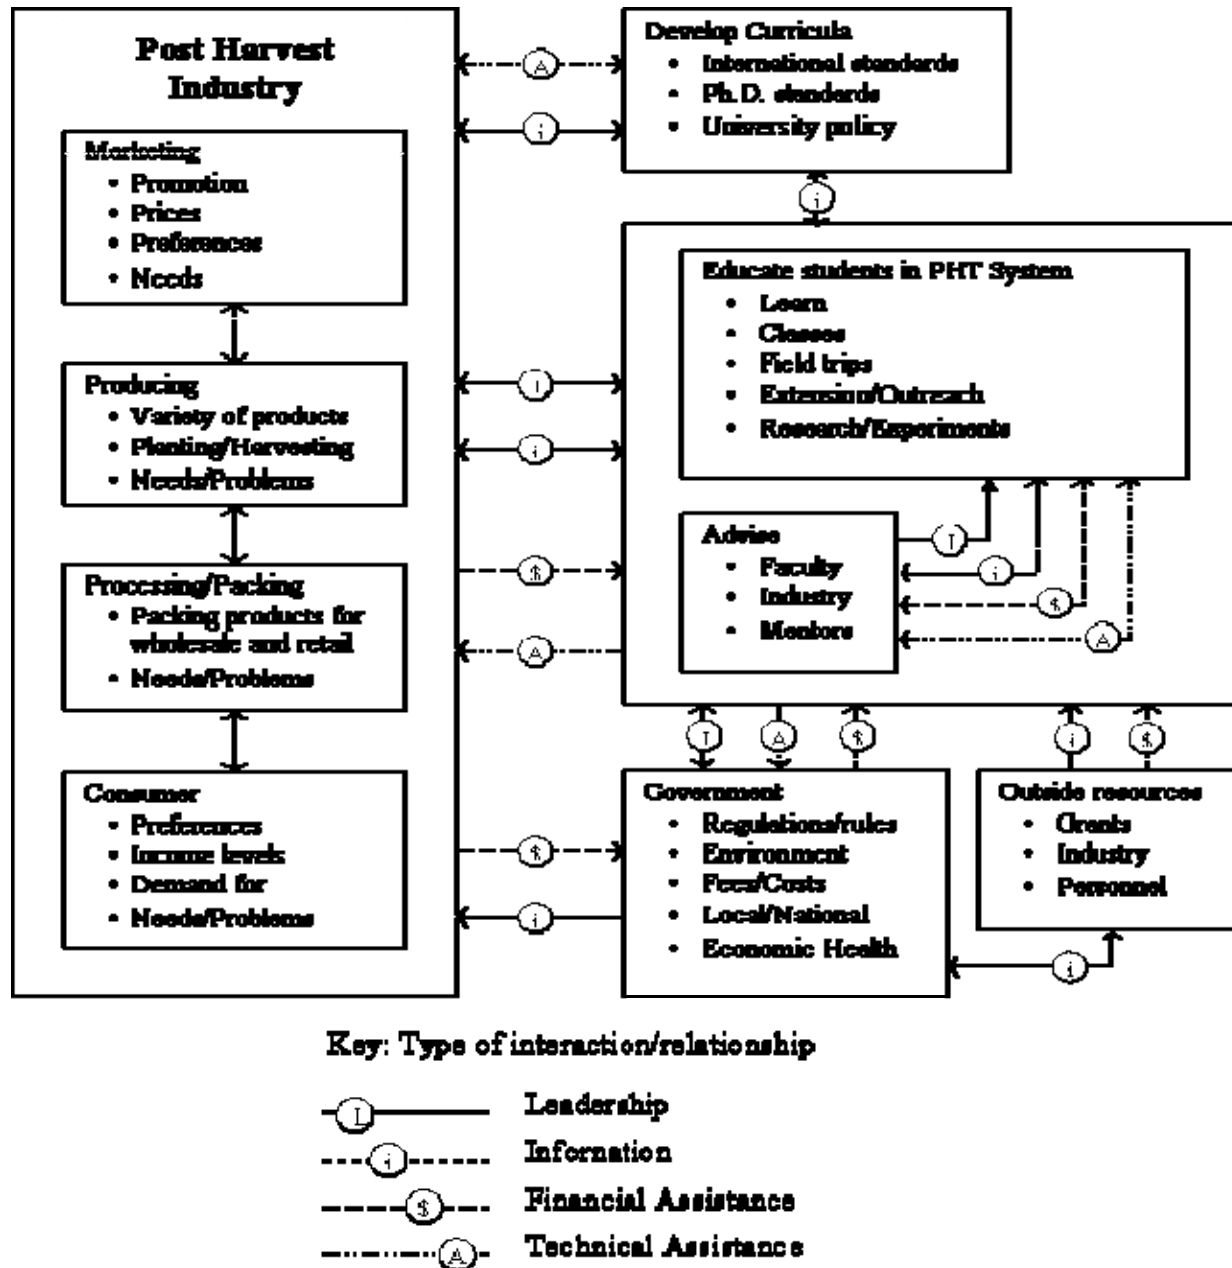 Post Harvest
Industry
Marketing
• Promotion
• Prices
• Preferences
• Needs
Producing
• Variety of products
• Planting/Harvesting
• Needs/Problems
Processing/Packing
• Packing products for
wholesale and retail
• Needs/Problems
Consumer
• Preferences
• Income levels
• Demand for
• Needs/Problems
A
i
L
i
$
A
$
i
Develop Curricula
• International standards
• Ph.D. standards
• University policy
i
Educate students in PHT System
• Learn
• Classes
• Field trips
• Extension/Outreach
• Research/Experiments
Advise
• Faculty
• Industry
• Mentors
L
i
$
A
L
A
$
i
$
Government
• Regulations/rules
• Environment
• Fees/Costs
• Local/National
• Economic Health
Outside resources
• Grants
• Industry
• Personnel
i
Key: Type of interaction/relationship
L Leadership
i Infornation
$ Financial Assistance
A Technical Assistance